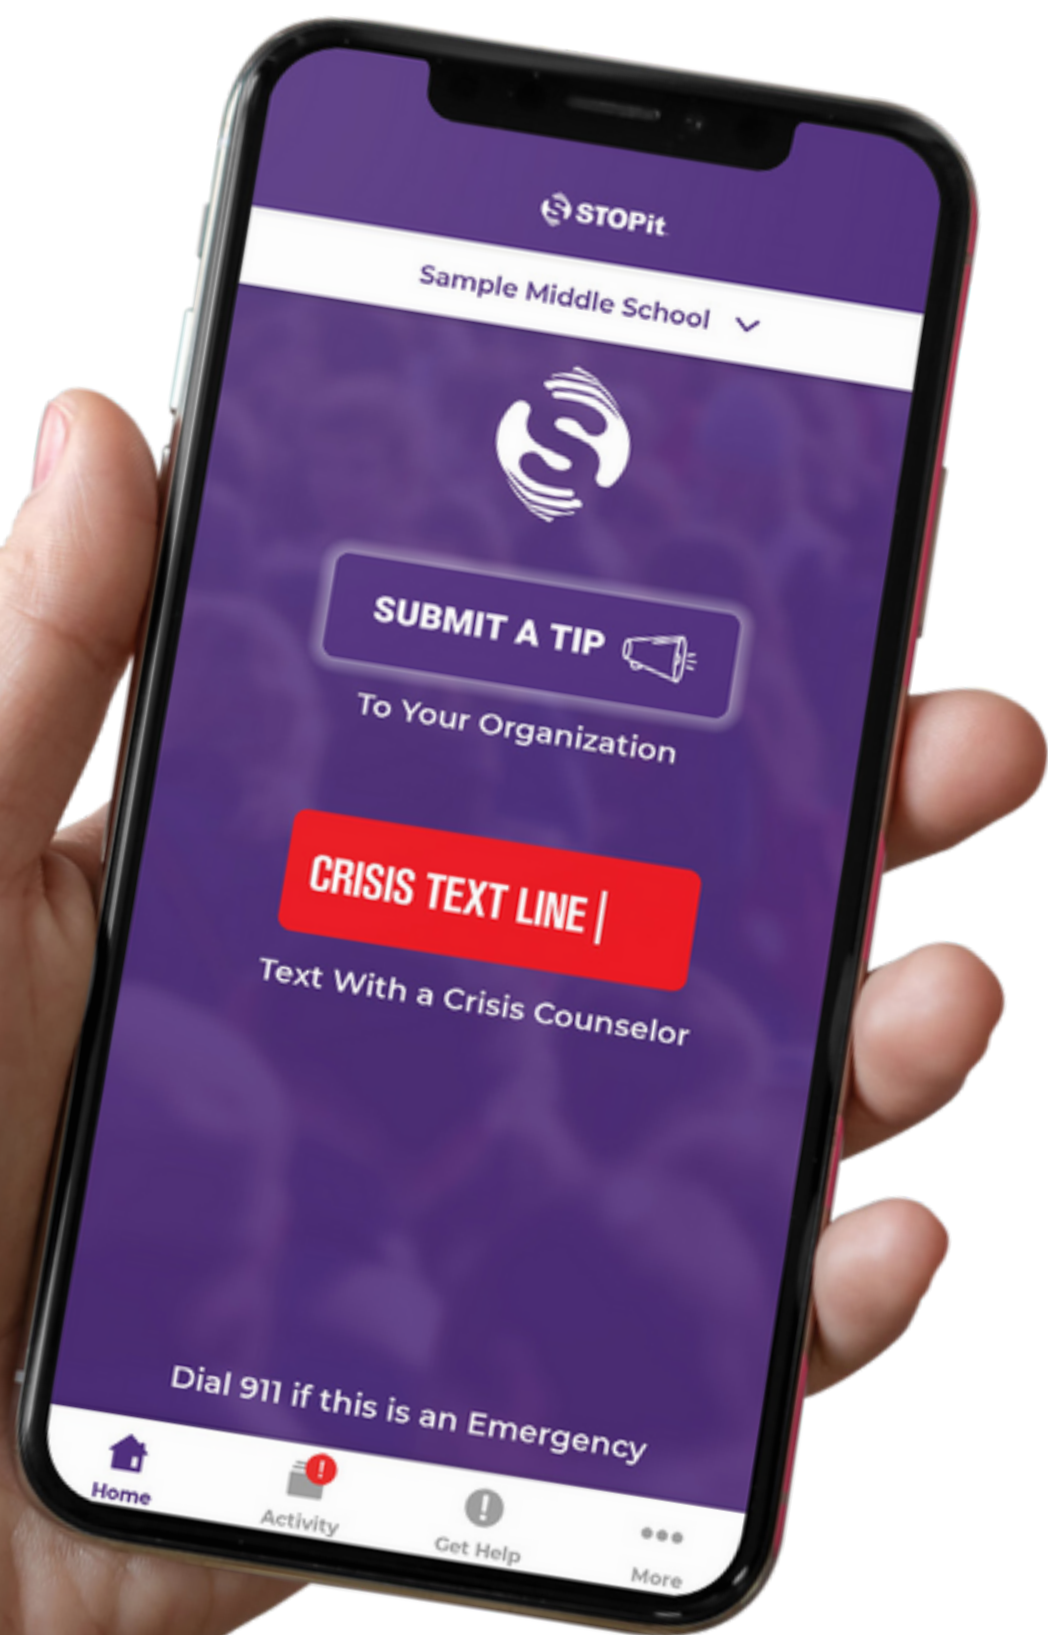 STOPit
Sample Middle School
SUBMIT A TIP
To Your Organization
CRISIS TEXT LINE |
Text With a Crisis Counselor
Dial 911 if this is an Emergency
!
!
Home
Activity
Get Help
More